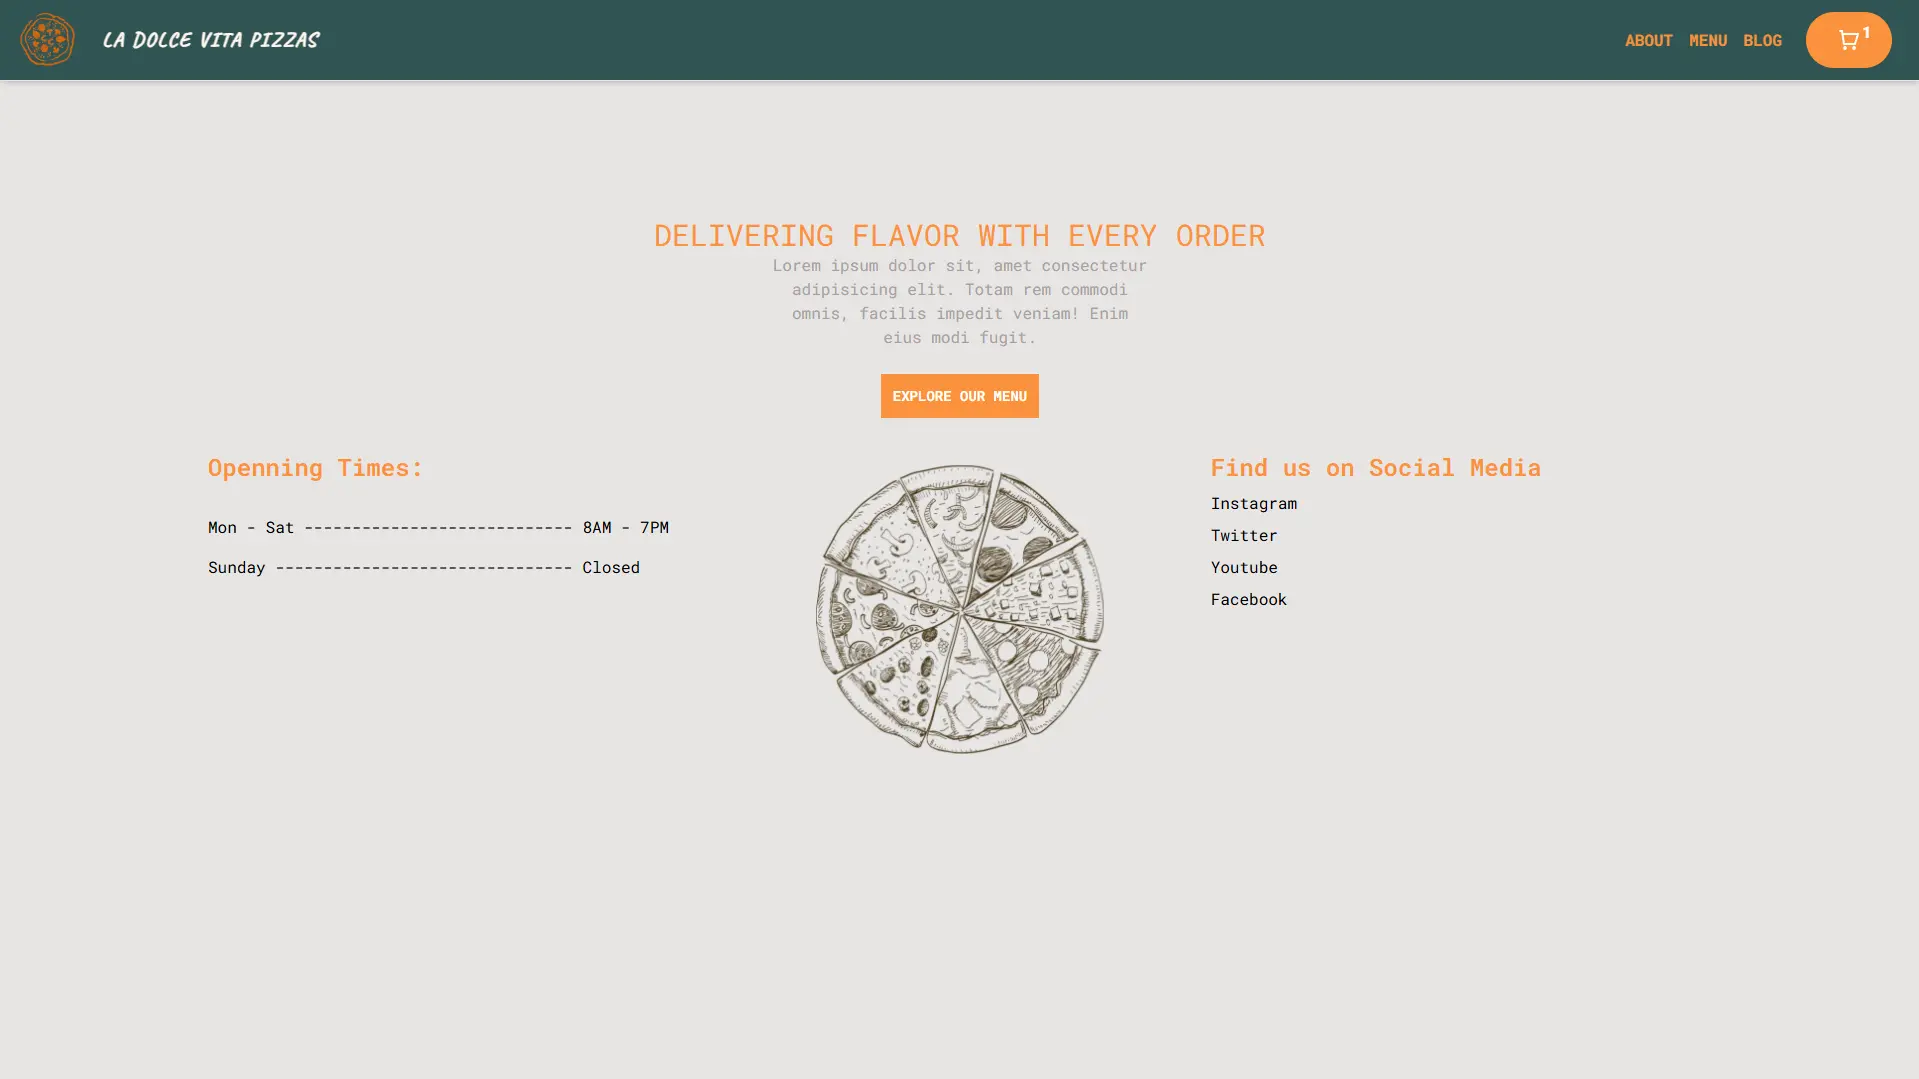 LA DOLCE VITA PIZZAS
ABOUT MENU BLOG 1
DELIVERING FLAVOR WITH EVERY ORDER
Lorem ipsum dolor sit, amet consectetur
adipisicing elit. Totam rem commodi
omnis, facilis impedit veniam! Enim
eius modi fugit.
EXPLORE OUR MENU
Openning Times:
Mon - Sat ---------------------------- 8AM - 7PM
Sunday ------------------------------- Closed
Find us on Social Media
Instagram
Twitter
Youtube
Facebook